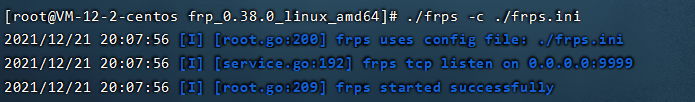 [root@VM-12-2-centos frp_0.38.0_linux_amd64]# ./frps -c ./frps.ini
2021/12/21 20:07:56 [I] [root.go:200] frps uses config file: ./frps.ini
2021/12/21 20:07:56 [I] [service.go:192] frps tcp listen on 0.0.0.0:9999
2021/12/21 20:07:56 [I] [root.go:209] frps started successfully